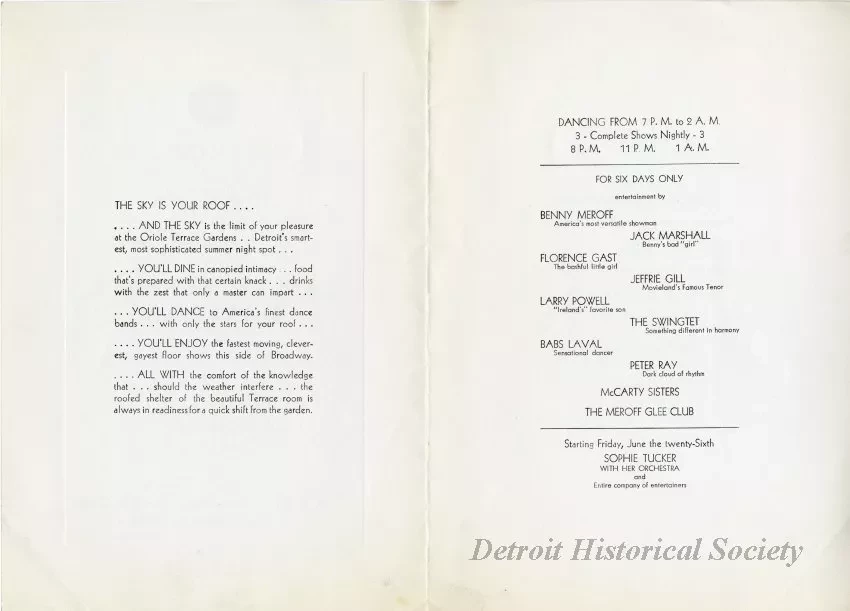 THE SKY IS YOUR ROOF . . . .
. . . . AND THE SKY is the limit of your pleasure
at the Oriole Terrace Gardens . . Detroit's smart-
est, most sophisticated summer night spot . . .
. . . . YOU'LL DINE in canopied intimacy . . . food
that's prepared with that certain knack . . . drinks
with the zest that only a master can impart . . .
. . . YOU'LL DANCE to America's finest dance
bands . . . with only the stars for your roof . . .
. . . . YOU'LL ENJOY the fastest moving, clever-
est, gayest floor shows this side of Broadway.
. . . . ALL WITH the comfort of the knowledge
that . . . should the weather interfere . . . the
roofed shelter of the beautiful Terrace room is
always in readiness for a quick shift from the garden.
DANCING FROM 7 P. M. to 2 A. M.
3 - Complete Shows Nightly - 3
8 P. M. 11 P. M. 1 A. M.
FOR SIX DAYS ONLY
entertainment by
BENNY MEROFF
America's most versatile showman
JACK MARSHALL
Benny's bad "girl"
FLORENCE GAST
The bashful little girl
JEFFRIE GILL
Movieland's Famous Tenor
LARRY POWELL
"Ireland's" favorite son
THE SWINGTET
Something different in harmony
BABS LAVAL
Sensational dancer
PETER RAY
Dark cloud of rhythm
McCARTY SISTERS
THE MEROFF GLEE CLUB
Starting Friday, June the twenty-Sixth
SOPHIE TUCKER
WITH HER ORCHESTRA
and
Entire company of entertainers
Detroit Historical Society